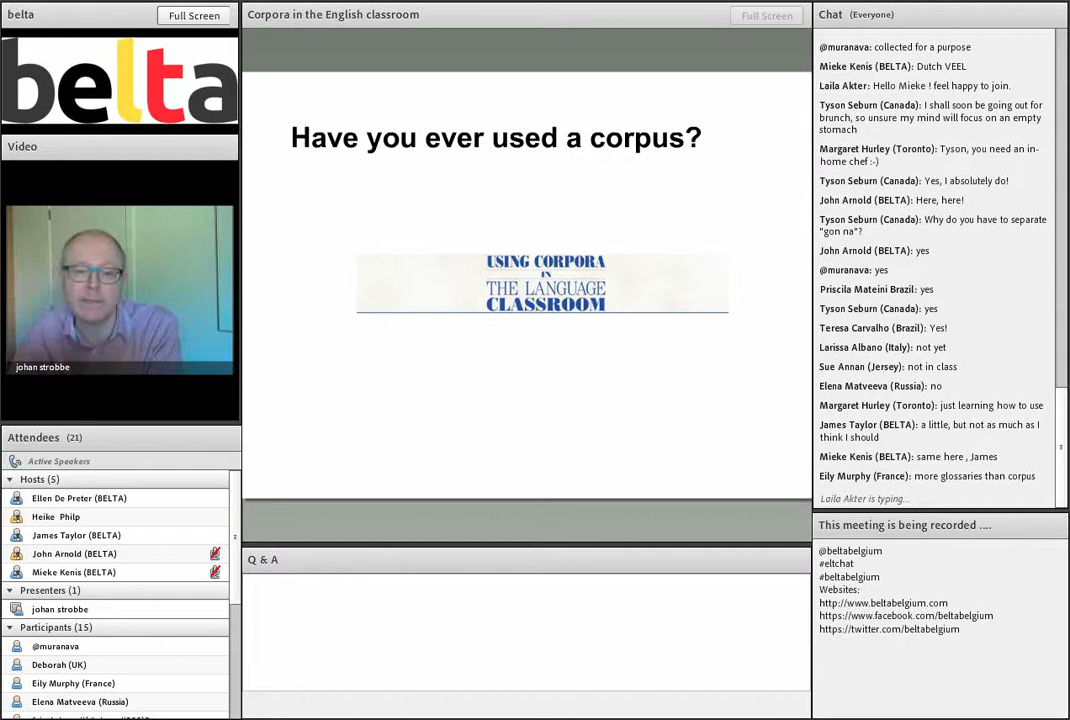 belta
Full Screen
belta
Video
johan strobbe
Attendees (21)
Active Speakers
Hosts (5)
Ellen De Preter (BELTA)
Heike Philp
James Taylor (BELTA)
John Arnold (BELTA)
Mieke Kenis (BELTA)
Presenters (1)
johan strobbe
Participants (15)
@muranava
Deborah (UK)
Eily Murphy (France)
Elena Matveeva (Russia)
Corpora in the English classroom
Full Screen
Have you ever used a corpus?
USING CORPORA
IN
THE LANGUAGE
CLASSROOM
Q & A
Chat (Everyone)
@muranava: collected for a purpose
Mieke Kenis (BELTA): Dutch VEEL
Laila Akter: Hello Mieke ! feel happy to join.
Tyson Seburn (Canada): I shall soon be going out for
brunch, so unsure my mind will focus on an empty
stomach
Margaret Hurley (Toronto): Tyson, you need an in-
home chef :-)
Tyson Seburn (Canada): Yes, I absolutely do!
John Arnold (BELTA): Here, here!
Tyson Seburn (Canada): Why do you have to separate
"gon na"?
John Arnold (BELTA): yes
@muranava: yes
Priscila Mateini Brazil: yes
Tyson Seburn (Canada): yes
Teresa Carvalho (Brazil): Yes!
Larissa Albano (Italy): not yet
Sue Annan (Jersey): not in class
Elena Matveeva (Russia): no
Margaret Hurley (Toronto): just learning how to use
James Taylor (BELTA): a little, but not as much as I
think I should
Mieke Kenis (BELTA): same here , James
Eily Murphy (France): more glossaries than corpus
Laila Akter is typing...
This meeting is being recorded ....
@beltabelgium
#eltchat
#beltabelgium
Websites:
http://www.beltabelgium.com
https://www.facebook.com/beltabelgium
https://twitter.com/beltabelgium